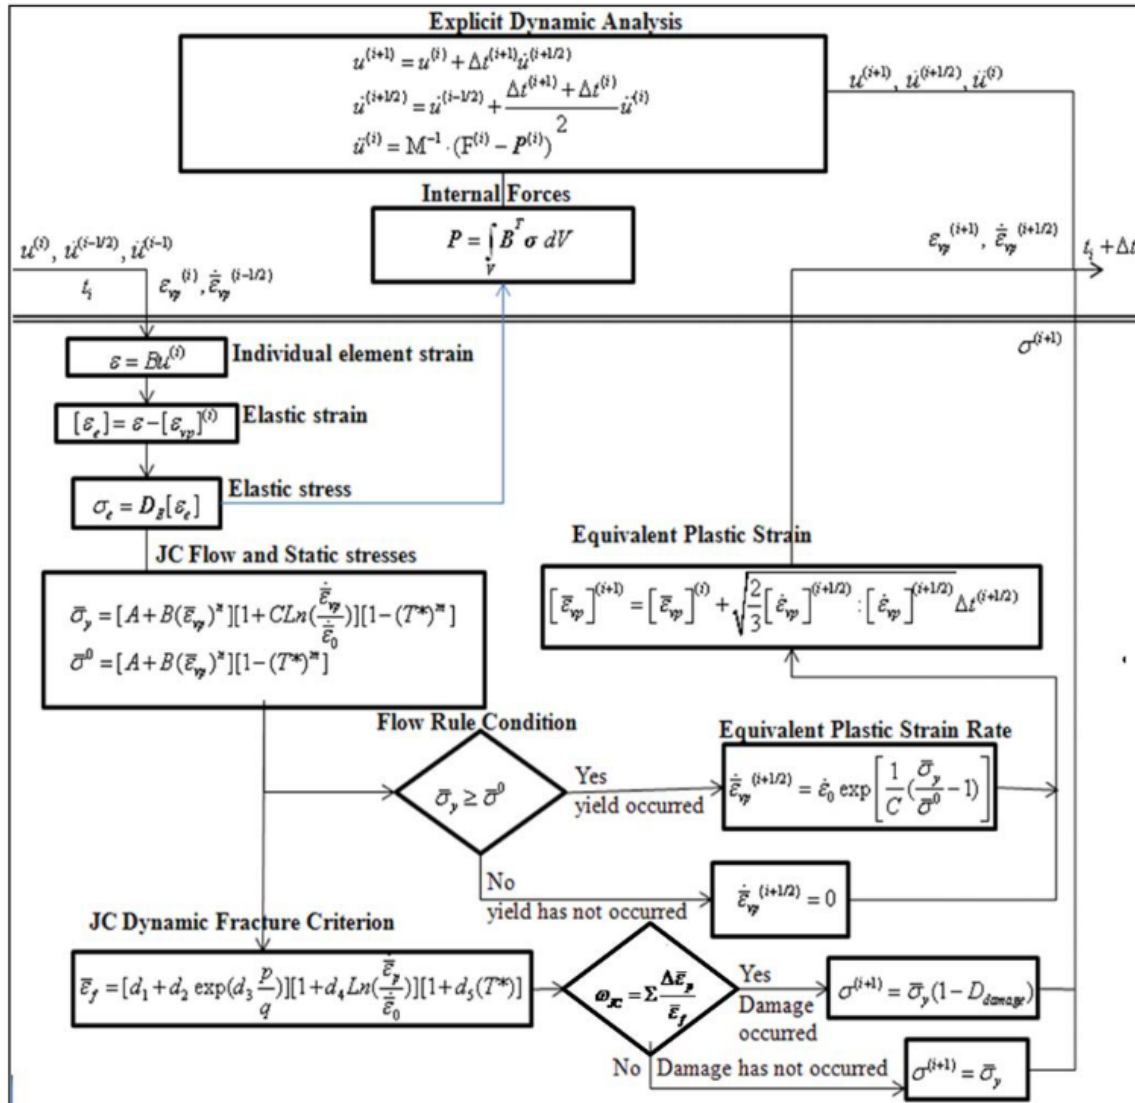 Explicit Dynamic Analysis
u^(i+1) = u^(i) + Δt^(i+1) u̇^(i+1/2)
u̇^(i+1/2) = u̇^(i-1/2) + (Δt^(i+1) + Δt^(i))/2 ü^(i)
ü^(i) = M^-1 · (F^(i) − P^(i))
u^(i+1), u̇^(i+1/2), ü^(i)
Internal Forces
P = ∫_V B^T σ dV
u^(i), u̇^(i-1/2), ü^(i-1)
t_i
ε_vp^(i), ε̄̇_vp^(i-1/2)
ε_vp^(i+1), ε̄̇_vp^(i+1/2)
t_i + Δt
σ^(i+1)
ε = Bu^(i)
Individual element strain
[ε_e] = ε − [ε_vp]^(i)
Elastic strain
σ_e = D_E[ε_e]
Elastic stress
JC Flow and Static stresses
σ̄_y = [A + B(ε̄_vp)^n][1 + CLn(ε̄̇_vp/ε̄̇_0)][1 − (T*)^m]
σ̄^0 = [A + B(ε̄_vp)^n][1 − (T*)^m]
Equivalent Plastic Strain
[ε̄_vp]^(i+1) = [ε̄_vp]^(i) + √(2/3 [ε̇_vp]^(i+1/2) : [ε̇_vp]^(i+1/2)) Δt^(i+1/2)
Flow Rule Condition
σ̄_y ≥ σ̄^0
Yes
yield occurred
Equivalent Plastic Strain Rate
ε̄̇_vp^(i+1/2) = ε̇_0 exp[1/C (σ̄_y/σ̄^0 − 1)]
No
yield has not occurred
ε̄̇_vp^(i+1/2) = 0
JC Dynamic Fracture Criterion
ε̄_f = [d_1 + d_2 exp(d_3 p/q)][1 + d_4 Ln(ε̄̇_p/ε̄̇_0)][1 + d_5(T*)]
ω_JC = Σ Δε̄_p/ε̄_f
Yes
Damage
occurred
σ^(i+1) = σ̄_y(1 − D_damage)
No
Damage has not occurred
σ^(i+1) = σ̄_y